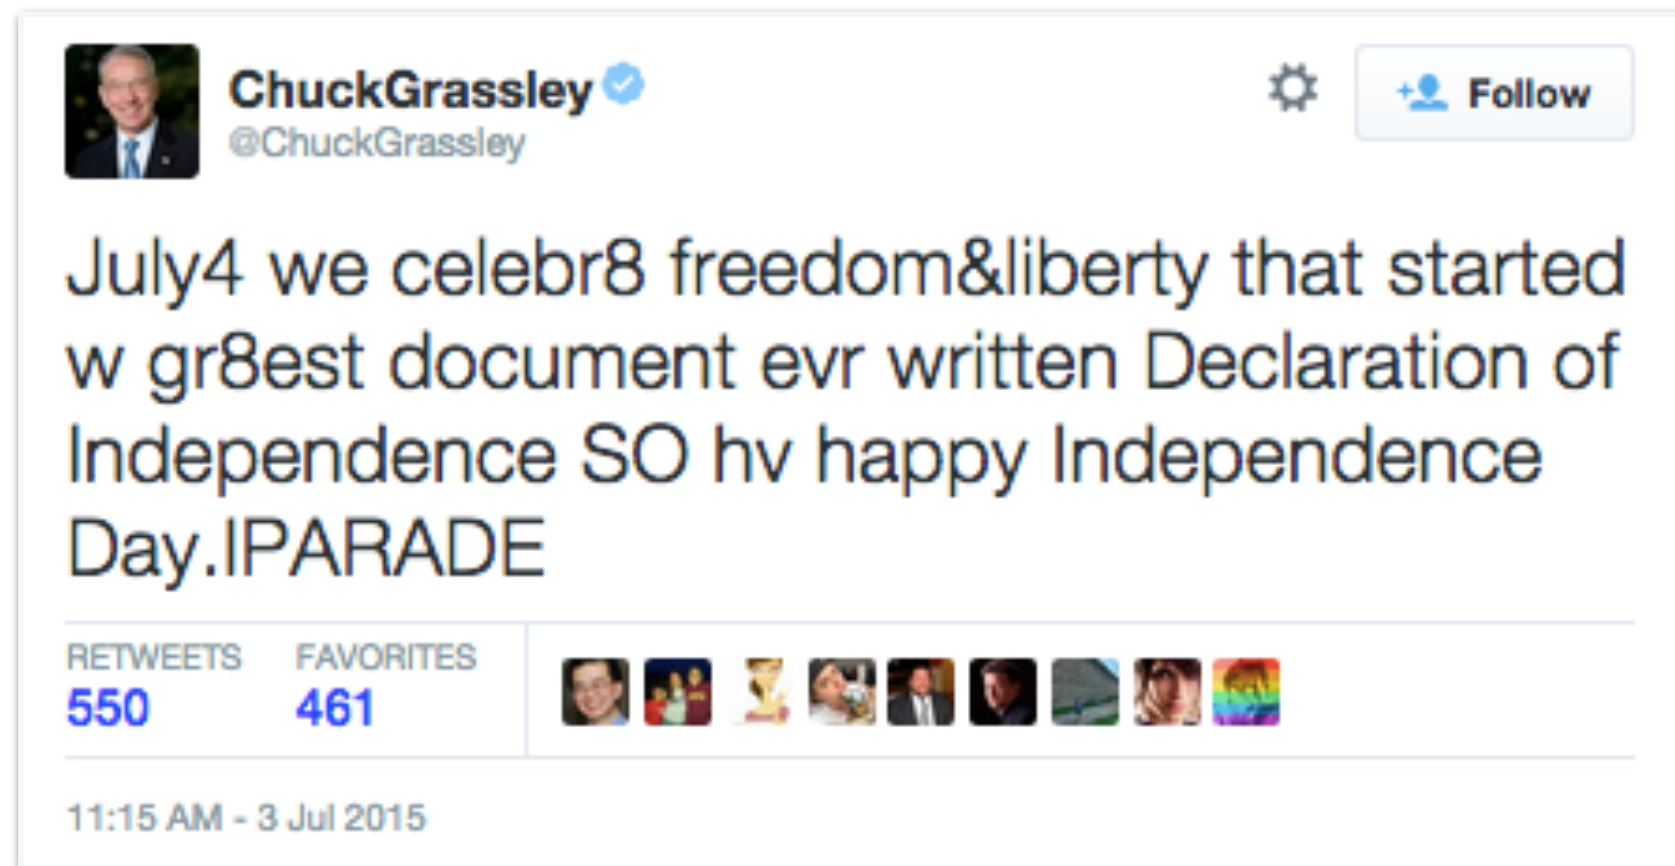 ChuckGrassley
@ChuckGrassley
Follow
July4 we celebr8 freedom&liberty that started
w gr8est document evr written Declaration of
Independence SO hv happy Independence
Day.IPARADE
RETWEETS FAVORITES
550 461
11:15 AM - 3 Jul 2015